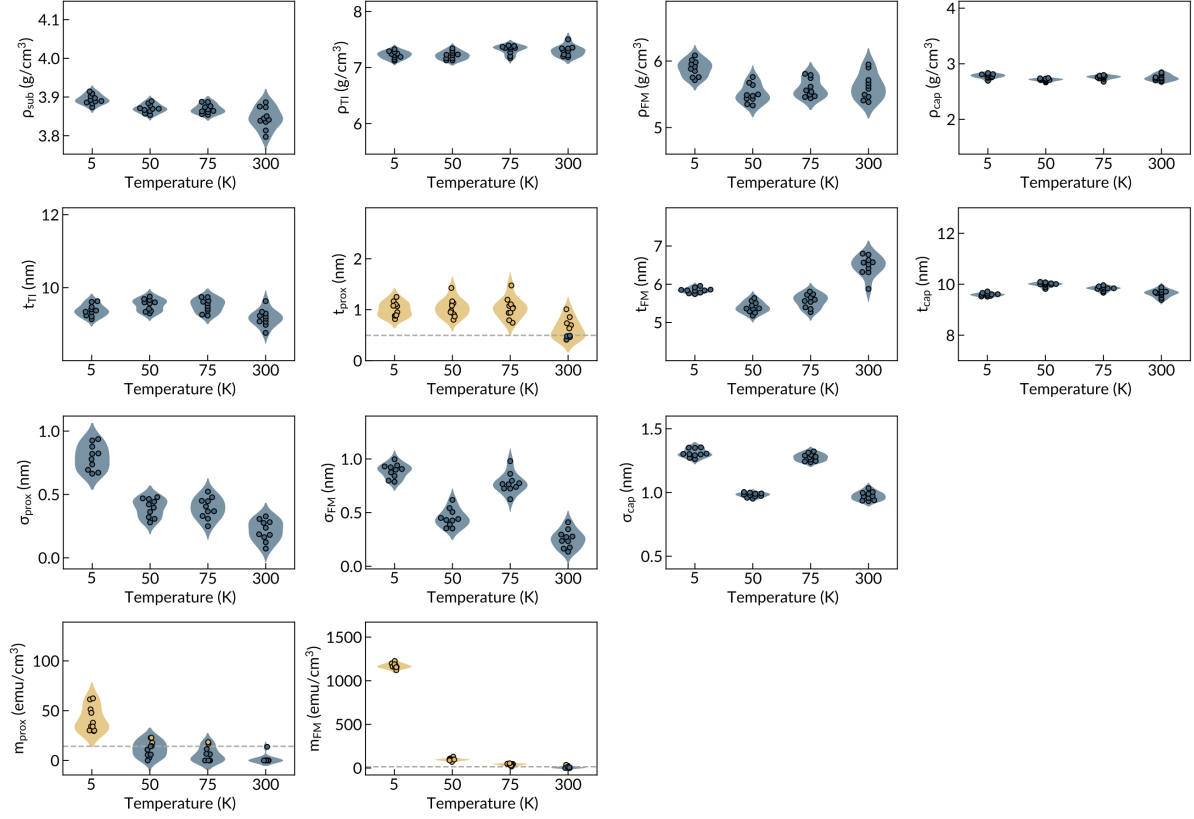 ρsub (g/cm³)
4.1
4.0
3.9
3.8
5 50 75 300
Temperature (K)
ρTI (g/cm³)
8
7
6
5 50 75 300
Temperature (K)
ρFM (g/cm³)
6
5
5 50 75 300
Temperature (K)
ρcap (g/cm³)
4
3
2
5 50 75 300
Temperature (K)
tTI (nm)
12
10
5 50 75 300
Temperature (K)
tprox (nm)
2
1
0
5 50 75 300
Temperature (K)
tFM (nm)
7
6
5
5 50 75 300
Temperature (K)
tcap (nm)
12
10
8
5 50 75 300
Temperature (K)
σprox (nm)
1.0
0.5
0.0
5 50 75 300
Temperature (K)
σFM (nm)
1.0
0.5
0.0
5 50 75 300
Temperature (K)
σcap (nm)
1.5
1.0
0.5
5 50 75 300
Temperature (K)
mprox (emu/cm³)
100
50
0
5 50 75 300
Temperature (K)
mFM (emu/cm³)
1500
1000
500
0
5 50 75 300
Temperature (K)